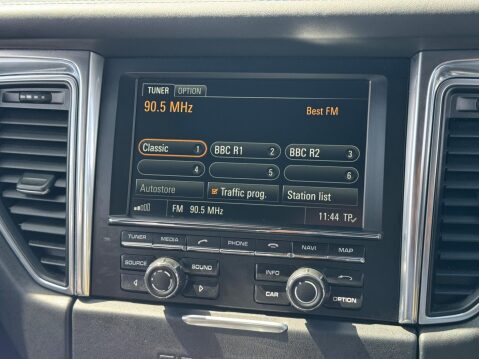 TUNER OPTION
90.5 MHz Best FM
Classic 1 BBC R1 2 BBC R2 3
4 5 6
Autostore Traffic prog. Station list
FM 90.5 MHz 11:44 TP
TUNER MEDIA PHONE NAVI MAP
SOURCE SOUND INFO
CAR OPTION